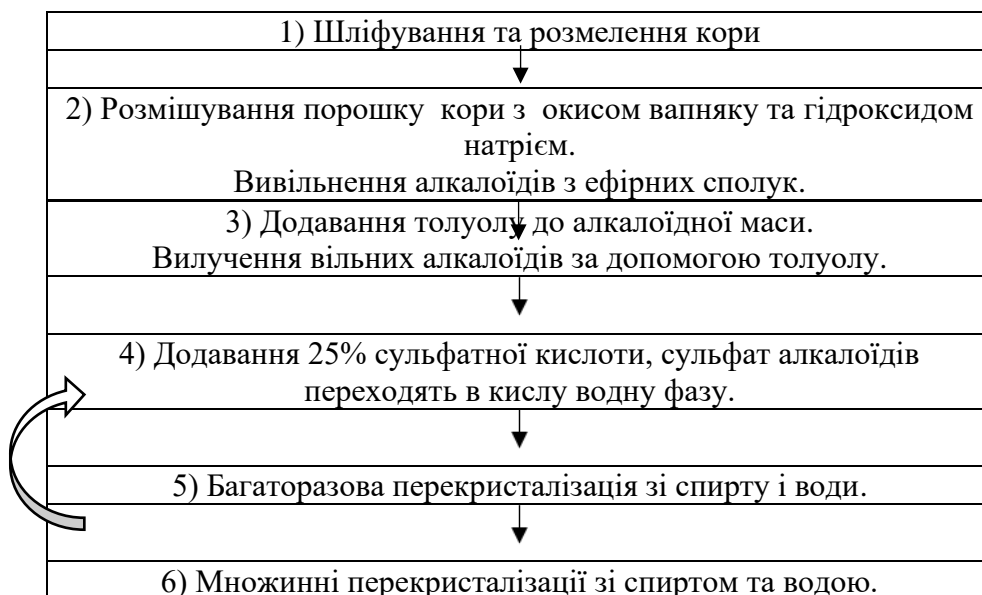 1) Шліфування та розмелення кори
2) Розмішування порошку кори з окисом вапняку та гідроксидом
натрієм.
Вивільнення алкалоїдів з ефірних сполук.
3) Додавання толуолу до алкалоїдної маси.
Вилучення вільних алкалоїдів за допомогою толуолу.
4) Додавання 25% сульфатної кислоти, сульфат алкалоїдів
переходять в кислу водну фазу.
5) Багаторазова перекристалізація зі спирту і води.
6) Множинні перекристалізації зі спиртом та водою.